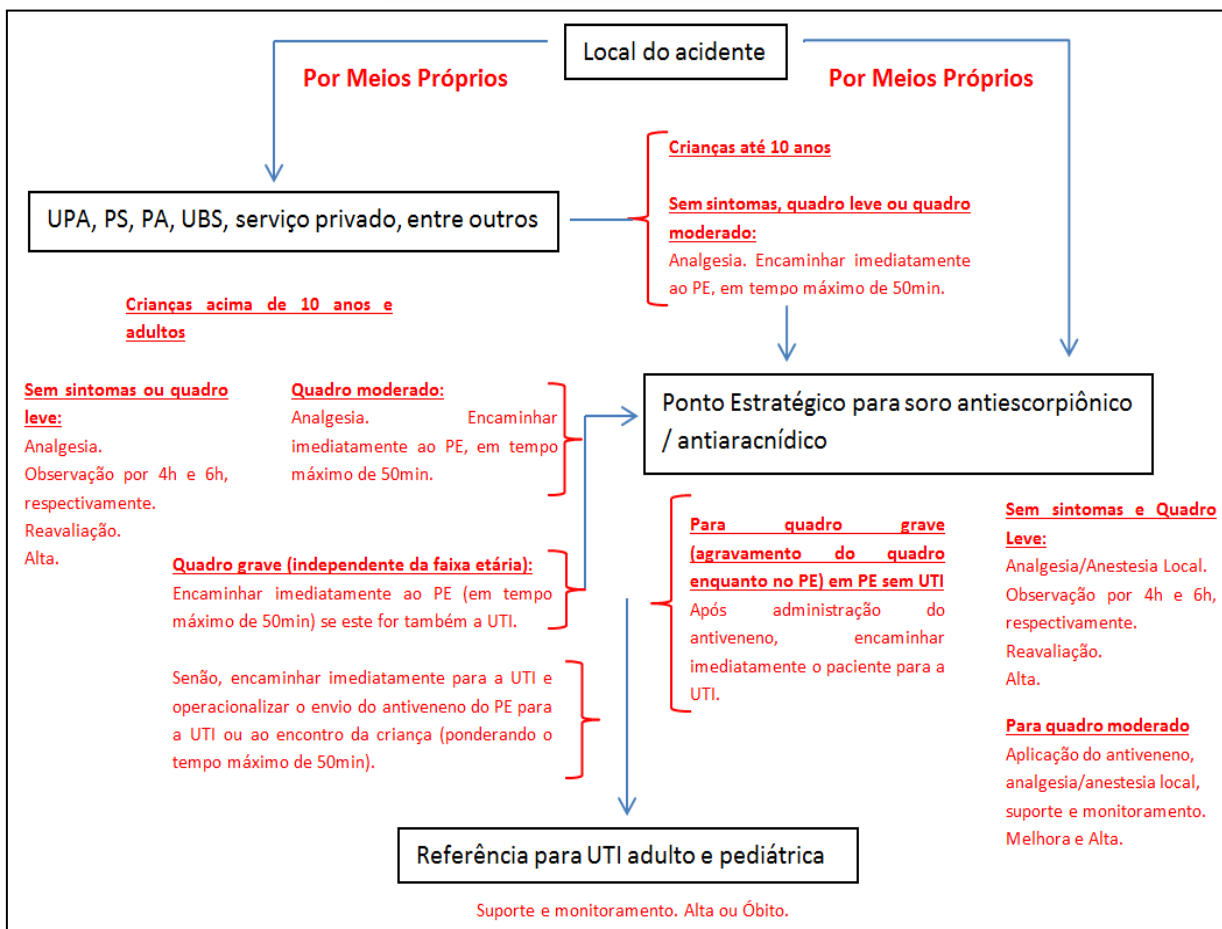 Local do acidente
Por Meios Próprios
Por Meios Próprios
UPA, PS, PA, UBS, serviço privado, entre outros
Crianças até 10 anos
Sem sintomas, quadro leve ou quadro
moderado:
Analgesia. Encaminhar imediatamente
ao PE, em tempo máximo de 50min.
Crianças acima de 10 anos e
adultos
Sem sintomas ou quadro
leve:
Analgesia.
Observação por 4h e 6h,
respectivamente.
Reavaliação.
Alta.
Quadro moderado:
Analgesia. Encaminhar
imediatamente ao PE, em tempo
máximo de 50min.
Ponto Estratégico para soro antiescorpiônico
/ antiaracnídico
Quadro grave (independente da faixa etária):
Encaminhar imediatamente ao PE (em tempo
máximo de 50min) se este for também a UTI.
Senão, encaminhar imediatamente para a UTI e
operacionalizar o envio do antiveneno do PE para
a UTI ou ao encontro da criança (ponderando o
tempo máximo de 50min).
Para quadro grave
(agravamento do quadro
enquanto no PE) em PE sem UTI
Após administração do
antiveneno, encaminhar
imediatamente o paciente para a
UTI.
Sem sintomas e Quadro
Leve:
Analgesia/Anestesia Local.
Observação por 4h e 6h,
respectivamente.
Reavaliação.
Alta.
Para quadro moderado
Aplicação do antiveneno,
analgesia/anestesia local,
suporte e monitoramento.
Melhora e Alta.
Referência para UTI adulto e pediátrica
Suporte e monitoramento. Alta ou Óbito.